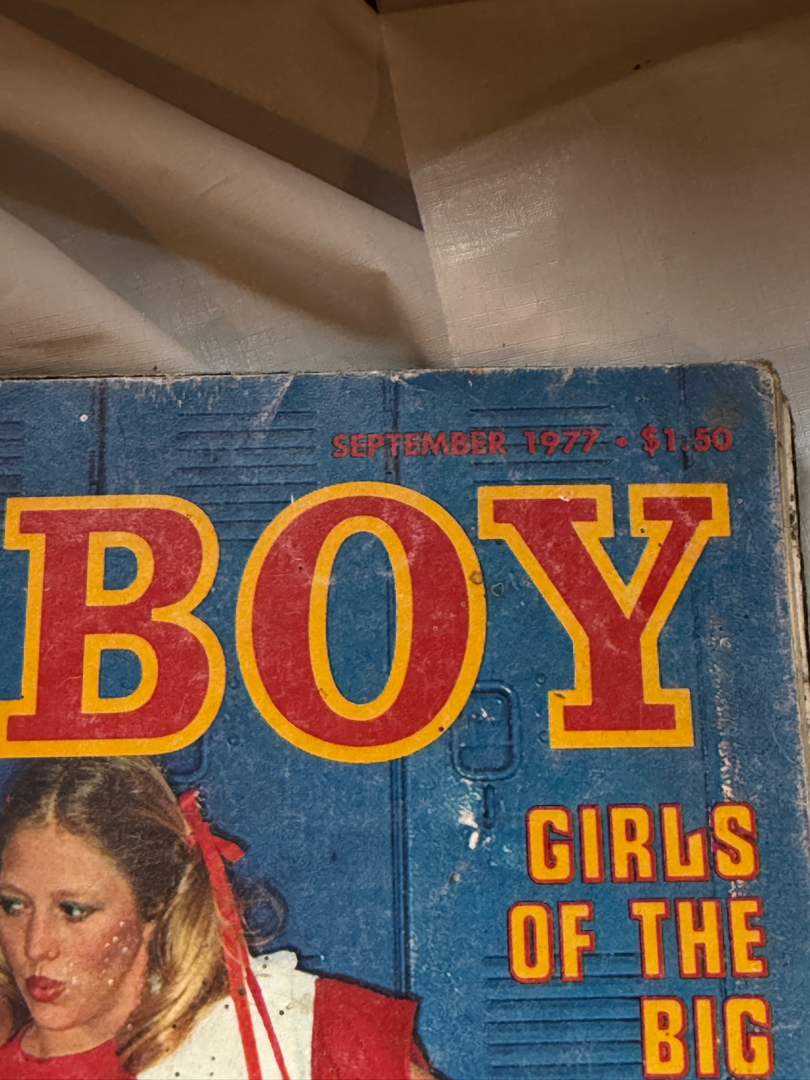 SEPTEMBER 1977 • $1.50
BOY
GIRLS
OF THE
BIG